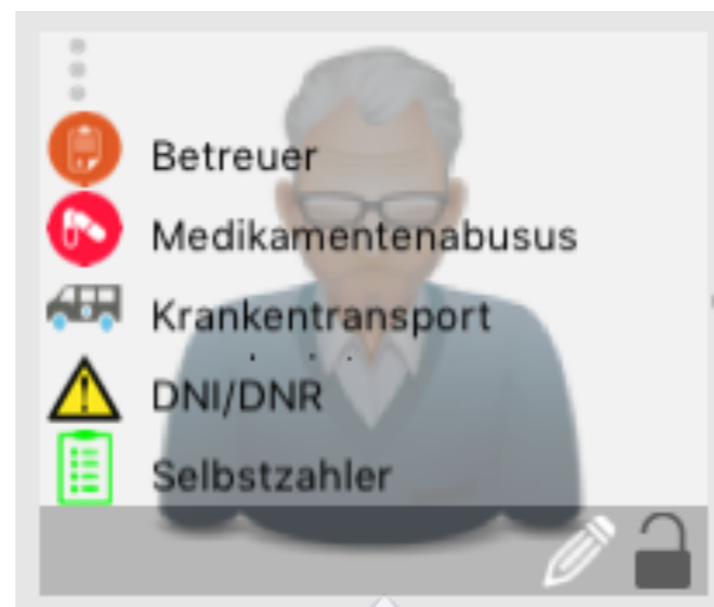 Betreuer
Medikamentenabusus
Krankentransport
DNI/DNR
Selbstzahler